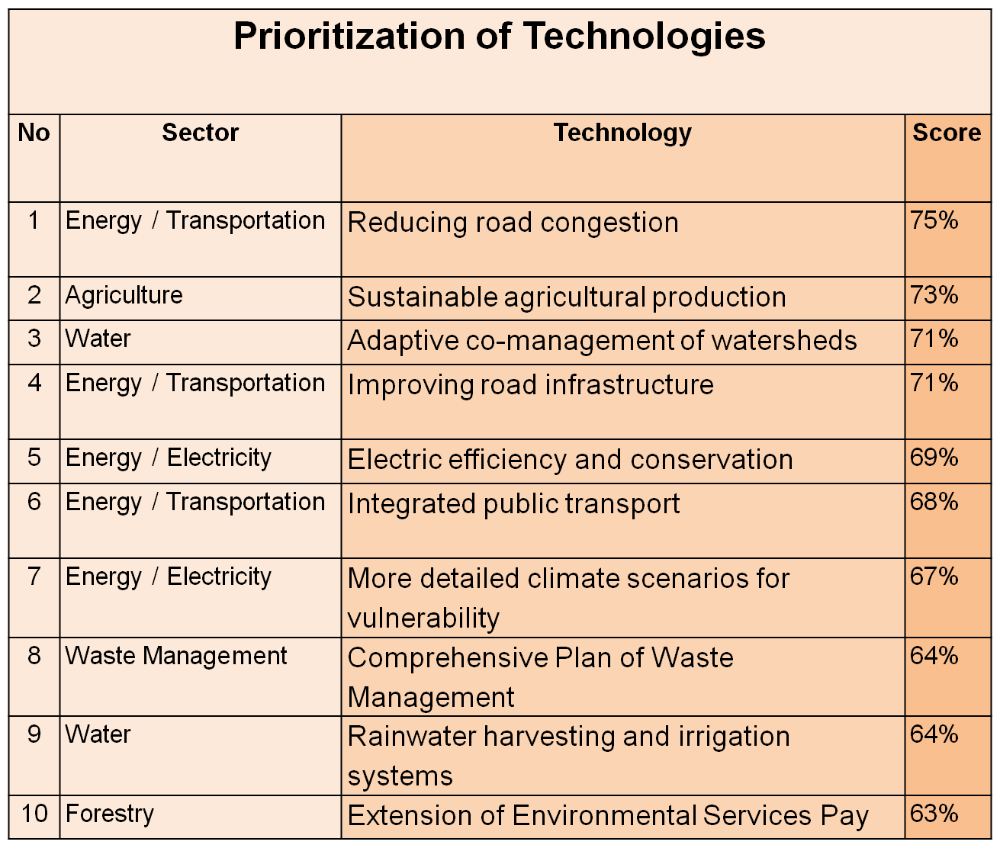 Prioritization of Technologies
No Sector Technology Score
1 Energy / Transportation Reducing road congestion 75%
2 Agriculture Sustainable agricultural production 73%
3 Water Adaptive co-management of watersheds 71%
4 Energy / Transportation Improving road infrastructure 71%
5 Energy / Electricity Electric efficiency and conservation 69%
6 Energy / Transportation Integrated public transport 68%
7 Energy / Electricity More detailed climate scenarios for 67%
vulnerability
8 Waste Management Comprehensive Plan of Waste 64%
Management
9 Water Rainwater harvesting and irrigation 64%
systems
10 Forestry Extension of Environmental Services Pay 63%